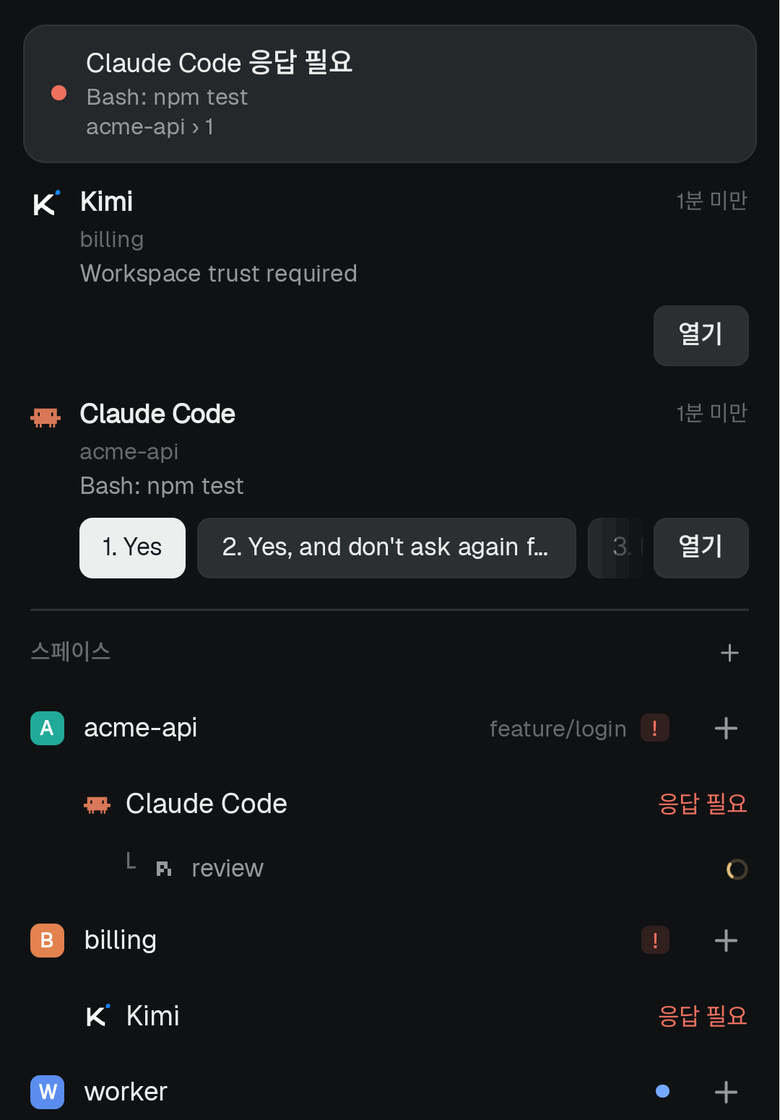 Claude Code 응답 필요
Bash: npm test
acme-api › 1
Kimi 1분 미만
billing
Workspace trust required
열기
Claude Code 1분 미만
acme-api
Bash: npm test
1. Yes 2. Yes, and don't ask again f... 3. 열기
스페이스 +
A acme-api feature/login ! +
Claude Code 응답 필요
review
B billing ! +
Kimi 응답 필요
W worker +